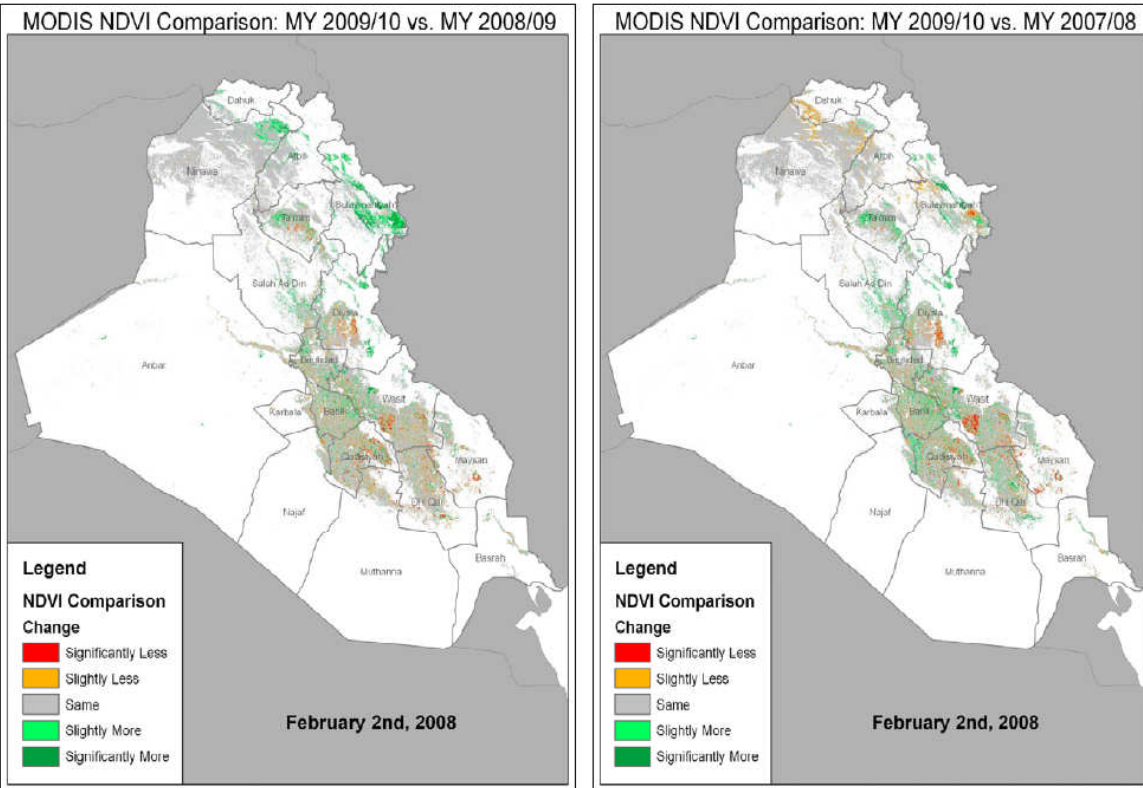 MODIS NDVI Comparison: MY 2009/10 vs. MY 2008/09
Dahuk
Ninawa
Arbil
Sulaymaniyah
Tamim
Salah Ad Din
Diyala
Anbar
Baghdad
Wasit
Karbala
Babil
Qadisiyah
Maysan
Dhi Qar
Najaf
Basrah
Muthanna
Legend
NDVI Comparison
Change
Significantly Less
Slightly Less
Same
Slightly More
Significantly More
February 2nd, 2008
MODIS NDVI Comparison: MY 2009/10 vs. MY 2007/08
Dahuk
Ninawa
Arbil
Sulaymaniyah
Tamim
Salah Ad Din
Diyala
Anbar
Baghdad
Wasit
Karbala
Babil
Qadisiyah
Maysan
Dhi Qar
Najaf
Basrah
Muthanna
Legend
NDVI Comparison
Change
Significantly Less
Slightly Less
Same
Slightly More
Significantly More
February 2nd, 2008